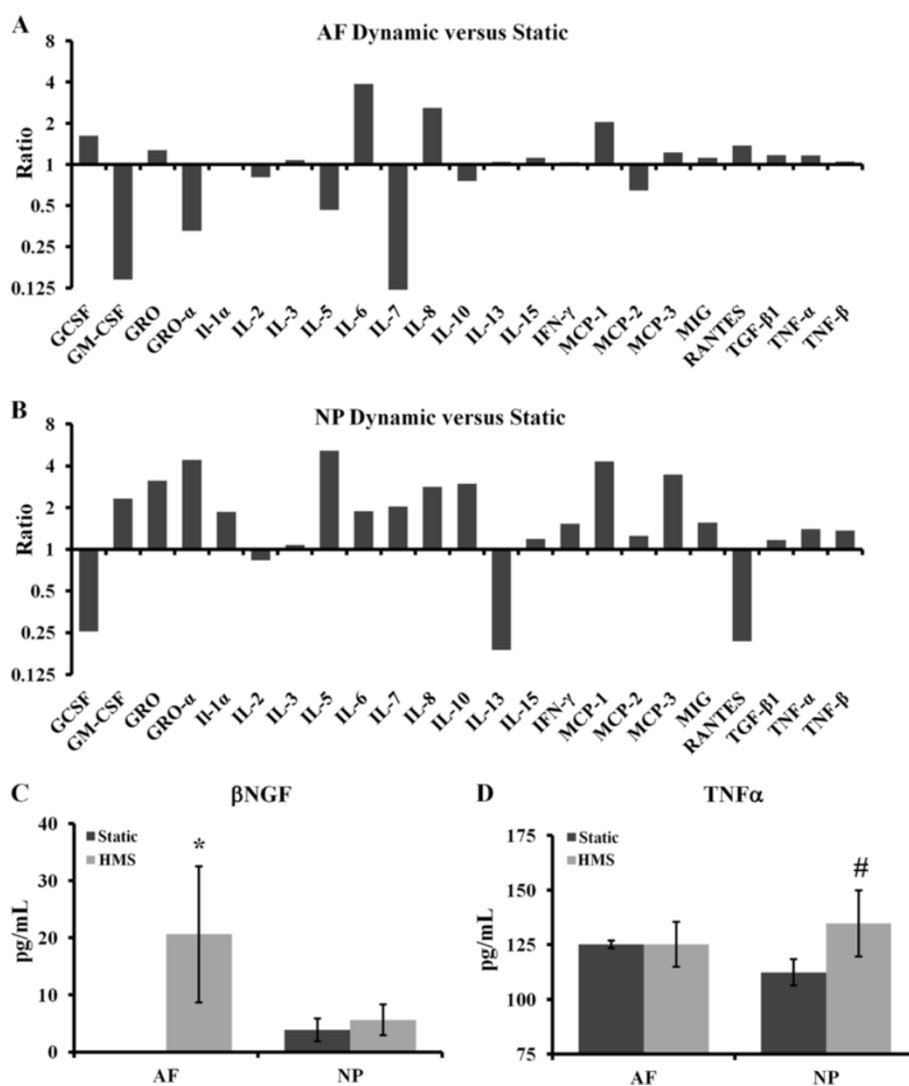 A
AF Dynamic versus Static
8
4
2
1
0.5
0.25
0.125
Ratio
GCSF
GM-CSF
GRO
GRO-α
Il-1α
IL-2
IL-3
IL-5
IL-6
IL-7
IL-8
IL-10
IL-13
IL-15
IFN-γ
MCP-1
MCP-2
MCP-3
MIG
RANTES
TGF-β1
TNF-α
TNF-β
B
NP Dynamic versus Static
8
4
2
1
0.5
0.25
0.125
Ratio
GCSF
GM-CSF
GRO
GRO-α
Il-1α
IL-2
IL-3
IL-5
IL-6
IL-7
IL-8
IL-10
IL-13
IL-15
IFN-γ
MCP-1
MCP-2
MCP-3
MIG
RANTES
TGF-β1
TNF-α
TNF-β
C
βNGF
40
30
20
10
0
pg/mL
Static
HMS
*
AF
NP
D
TNFα
175
150
125
100
75
pg/mL
Static
HMS
#
AF
NP